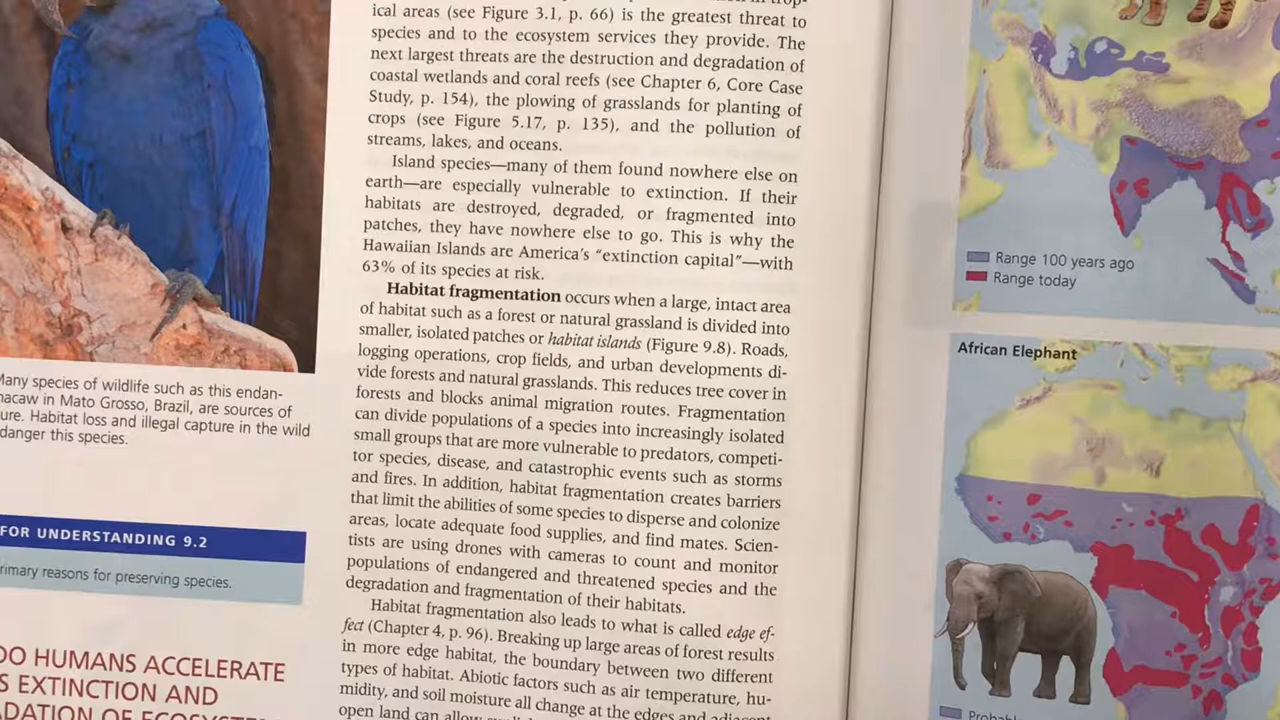 ical areas (see Figure 3.1, p. 66) is the greatest threat to
species and to the ecosystem services they provide. The
next largest threats are the destruction and degradation of
coastal wetlands and coral reefs (see Chapter 6, Core Case
Study, p. 154), the plowing of grasslands for planting of
crops (see Figure 5.17, p. 135), and the pollution of
streams, lakes, and oceans.
Island species—many of them found nowhere else on
earth—are especially vulnerable to extinction. If their
habitats are destroyed, degraded, or fragmented into
patches, they have nowhere else to go. This is why the
Hawaiian Islands are America's "extinction capital"—with
63% of its species at risk.
Habitat fragmentation occurs when a large, intact area
of habitat such as a forest or natural grassland is divided into
smaller, isolated patches or habitat islands (Figure 9.8). Roads,
logging operations, crop fields, and urban developments di-
vide forests and natural grasslands. This reduces tree cover in
forests and blocks animal migration routes. Fragmentation
can divide populations of a species into increasingly isolated
small groups that are more vulnerable to predators, competi-
tor species, disease, and catastrophic events such as storms
and fires. In addition, habitat fragmentation creates barriers
that limit the abilities of some species to disperse and colonize
areas, locate adequate food supplies, and find mates. Scien-
tists are using drones with cameras to count and monitor
populations of endangered and threatened species and the
degradation and fragmentation of their habitats.
Habitat fragmentation also leads to what is called edge ef-
fect (Chapter 4, p. 96). Breaking up large areas of forest results
in more edge habitat, the boundary between two different
types of habitat. Abiotic factors such as air temperature, hu-
midity, and soil moisture all change at the edges and adjacent
open land can allow
Many species of wildlife such as this endan-
macaw in Mato Grosso, Brazil, are sources of
ure. Habitat loss and illegal capture in the wild
danger this species.
FOR UNDERSTANDING 9.2
rimary reasons for preserving species.
DO HUMANS ACCELERATE
S EXTINCTION AND
ADATION OF
Range 100 years ago
Range today
African Elephant